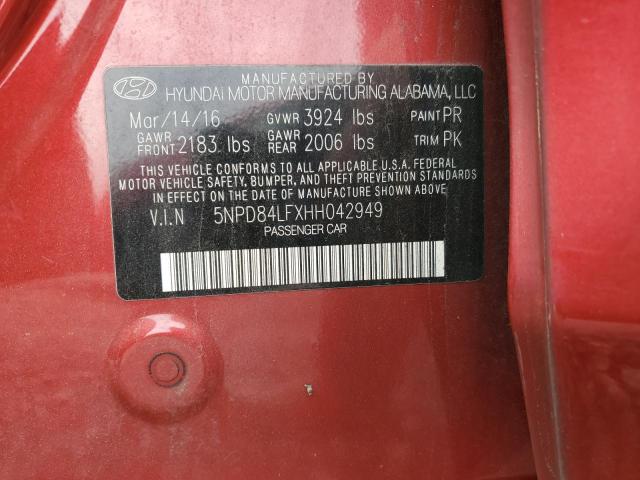 MANUFACTURED BY
HYUNDAI MOTOR MANUFACTURING ALABAMA, LLC
Mar/14/16 GVWR 3924 lbs PAINT PR
GAWR FRONT 2183 lbs GAWR REAR 2006 lbs TRIM PK
THIS VEHICLE CONFORMS TO ALL APPLICABLE U.S.A. FEDERAL
MOTOR VEHICLE SAFETY, BUMPER, AND THEFT PREVENTION
STANDARDS IN EFFECT ON THE DATE OF MANUFACTURE SHOWN ABOVE.
V.I.N 5NPD84LFXHH042949
PASSENGER CAR